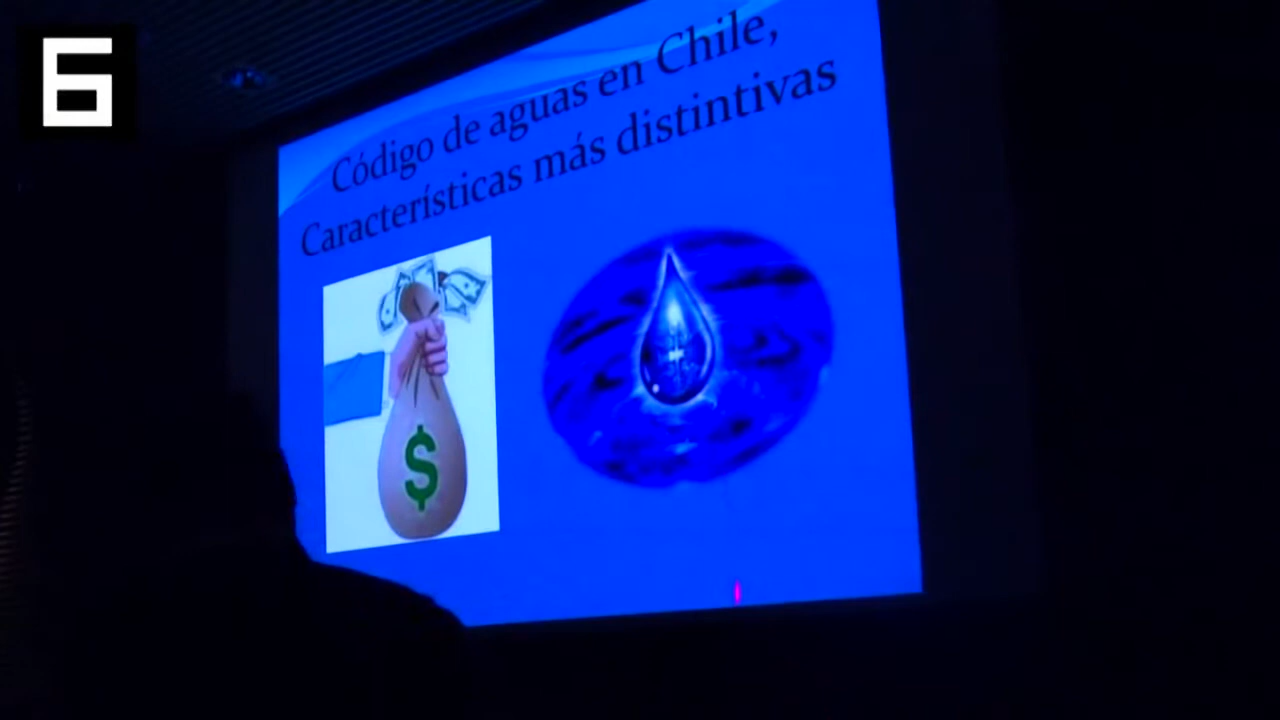 6
Código de aguas en Chile,
Características más distintivas
$